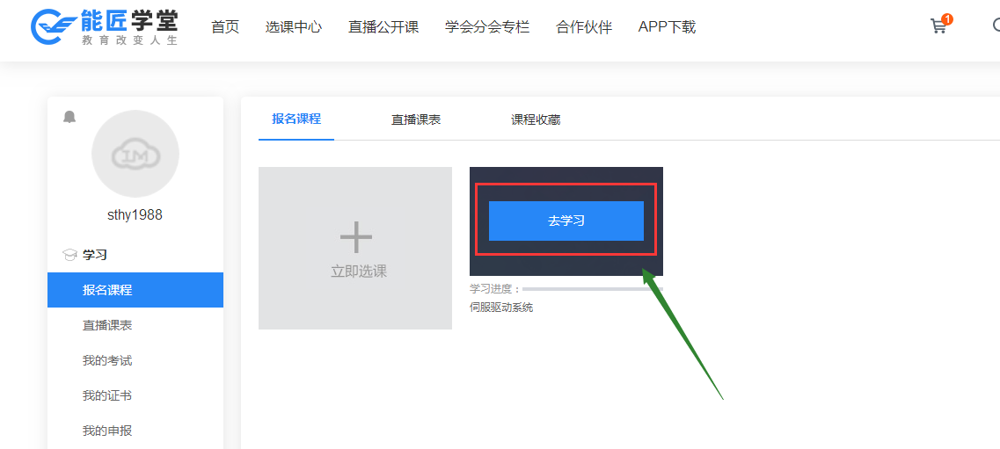 能匠学堂
教育改变人生
首页 选课中心 直播公开课 学会分会专栏 合作伙伴 APP下载
1
IM
sthy1988
学习
报名课程
直播课表
我的考试
我的证书
我的申报
报名课程 直播课表 课程收藏
立即选课
去学习
学习进度：
伺服驱动系统